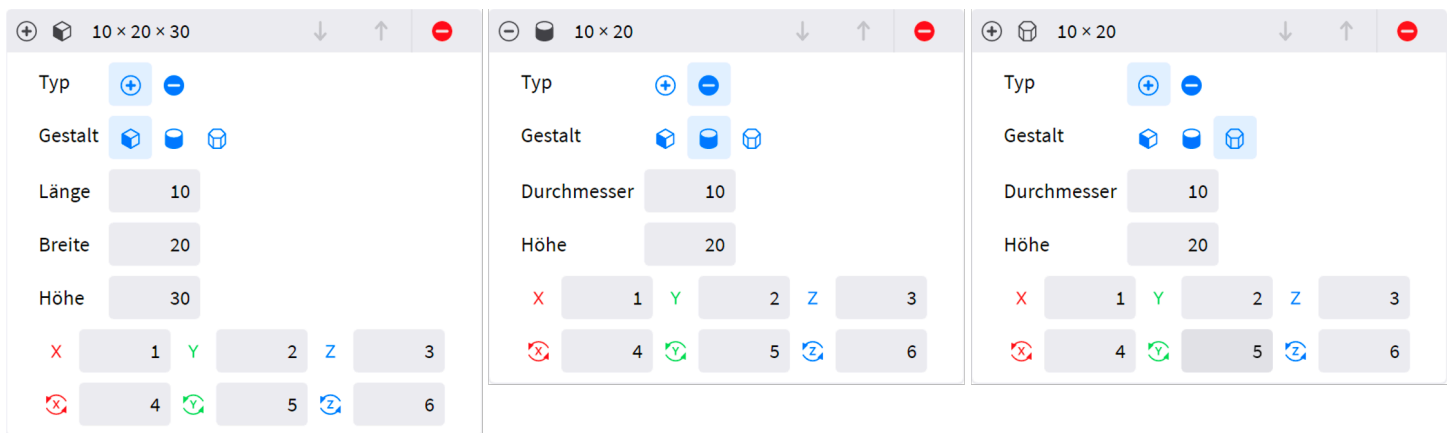 10 × 20 × 30
Typ
Gestalt
Länge 10
Breite 20
Höhe 30
X 1 Y 2 Z 3
X 4 Y 5 Z 6
10 × 20
Typ
Gestalt
Durchmesser 10
Höhe 20
X 1 Y 2 Z 3
X 4 Y 5 Z 6
10 × 20
Typ
Gestalt
Durchmesser 10
Höhe 20
X 1 Y 2 Z 3
X 4 Y 5 Z 6